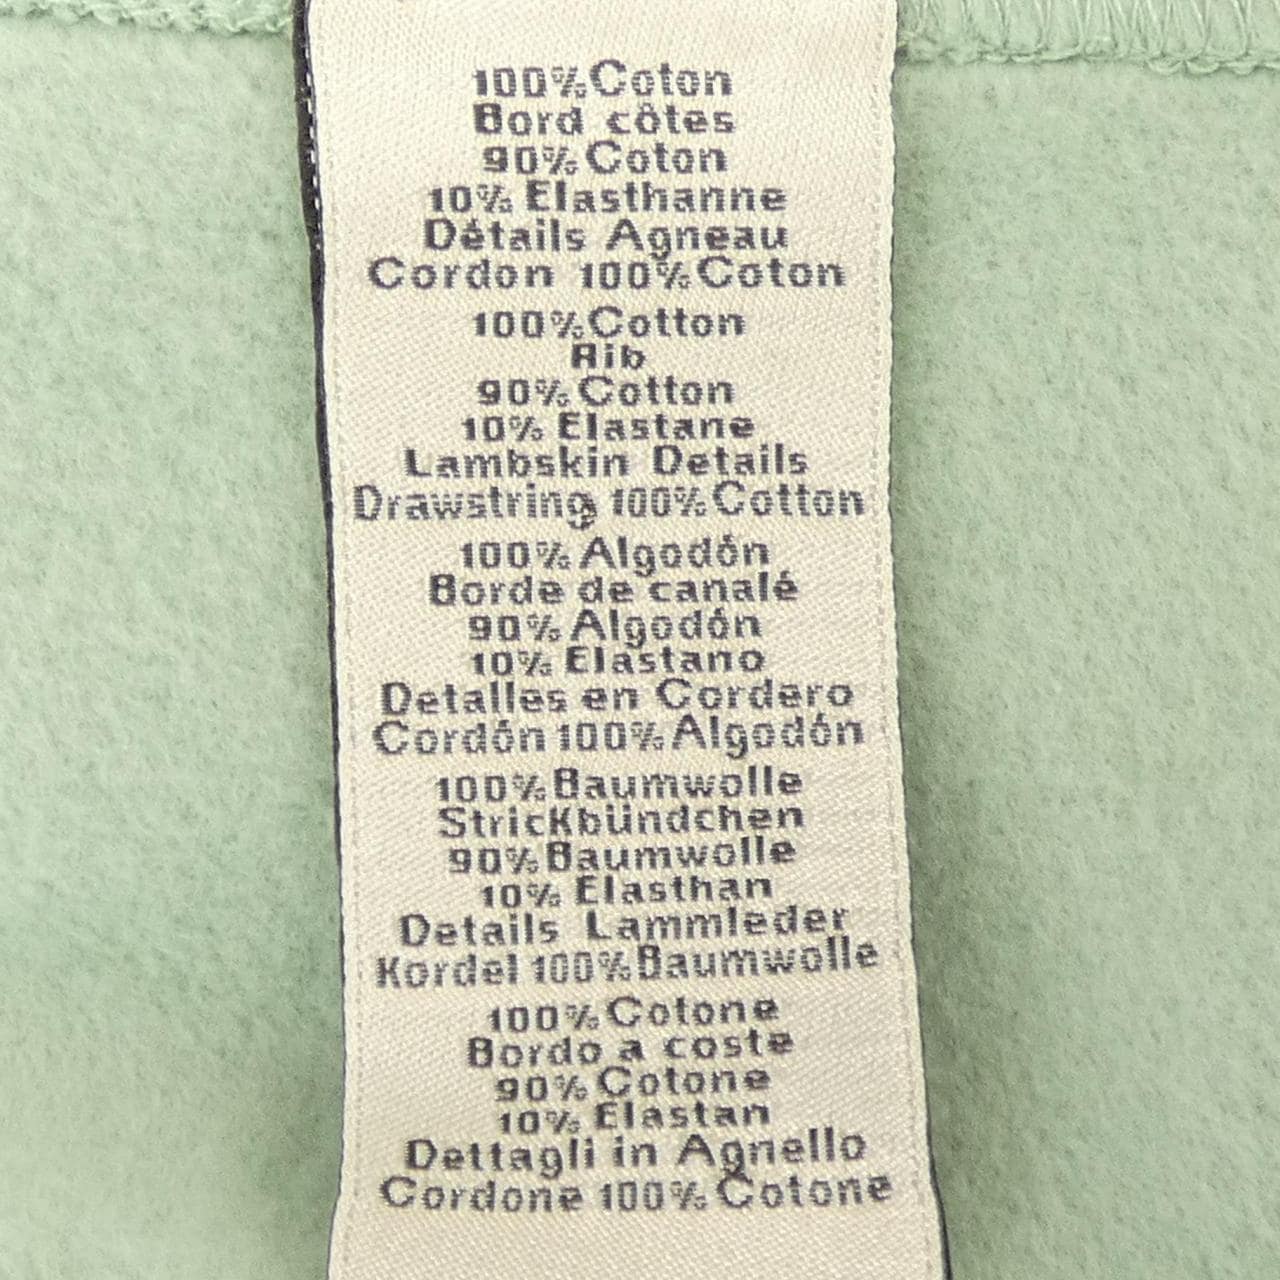 100% Coton
Bord côtes
90% Coton
10% Elasthanne
Détails Agneau
Cordon 100% Coton
100% Cotton
Rib
90% Cotton
10% Elastane
Lambskin Details
Drawstring 100% Cotton
100% Algodón
Borde de canalé
90% Algodón
10% Elastano
Detalles en Cordero
Cordón 100% Algodón
100% Baumwolle
Strickbündchen
90% Baumwolle
10% Elasthan
Details Lammleder
Kordel 100% Baumwolle
100% Cotone
Bordo a coste
90% Cotone
10% Elastan
Dettagli in Agnello
Cordone 100% Cotone